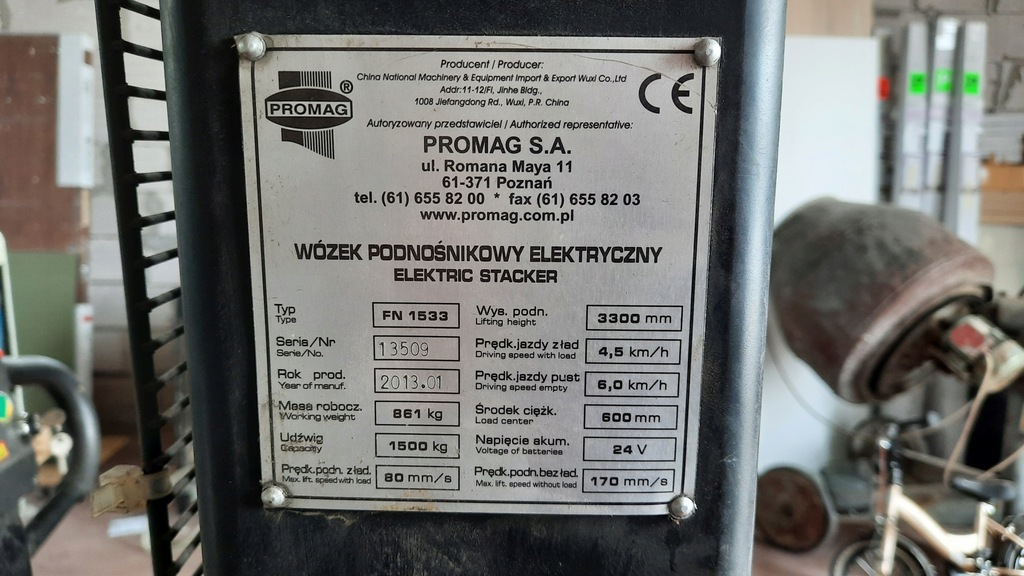 Producent / Producer:
China National Machinery & Equipment Import & Export Wuxi Co.,Ltd
Addr:11-12/Fl, Jinhe Bldg.,
1008 Jiefangdong Rd., Wuxi, P.R. China
PROMAG ®
CE
Autoryzowany przedstawiciel / Authorized representative:
PROMAG S.A.
ul. Romana Maya 11
61-371 Poznań
tel. (61) 655 82 00 * fax (61) 655 82 03
www.promag.com.pl
WÓZEK PODNOŚNIKOWY ELEKTRYCZNY
ELEKTRIC STACKER
Typ FN 1533
Type
Seria/Nr 13509
Serie/No.
Rok prod. 2013.01
Year of manuf.
Masa robocz. 861 kg
Working weight
Udźwig 1500 kg
Capacity
Prędk.podn. zład. 80 mm/s
Max. lift. speed with load
Wys. podn. 3300 mm
Lifting height
Prędk.jazdy zład 4,5 km/h
Driving speed with load
Prędk.jazdy pust 6,0 km/h
Driving speed empty
Środek ciężk. 600 mm
Load center
Napięcie akum. 24 V
Voltage of batteries
Prędk.podn.bez ład. 170 mm/s
Max. lift. speed without load